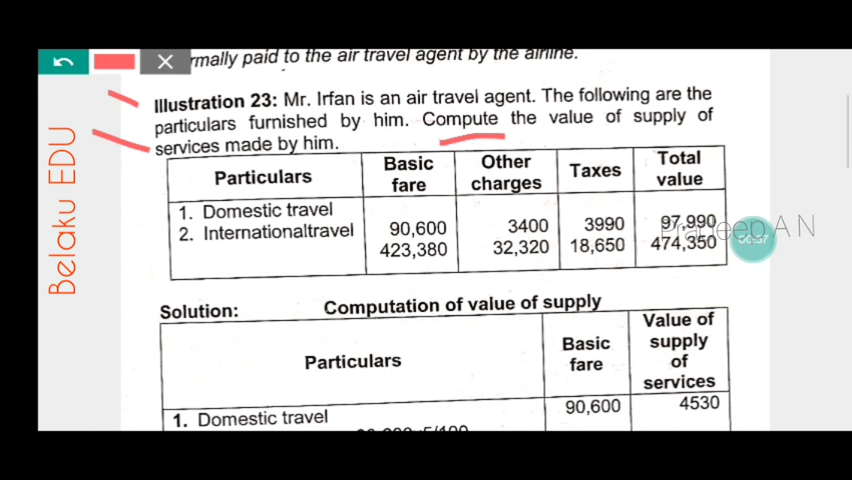 rmally paid to the air travel agent by the airline.
Illustration 23: Mr. Irfan is an air travel agent. The following are the
particulars furnished by him. Compute the value of supply of
services made by him.
Particulars Basic fare Other charges Taxes Total value
1. Domestic travel 90,600 3400 3990 97,990
2. Internationaltravel 423,380 32,320 18,650 474,350
Solution: Computation of value of supply
Particulars Basic fare Value of supply of services
1. Domestic travel 90,600 4530
Belaku EDU
Pradeep A N
00:37